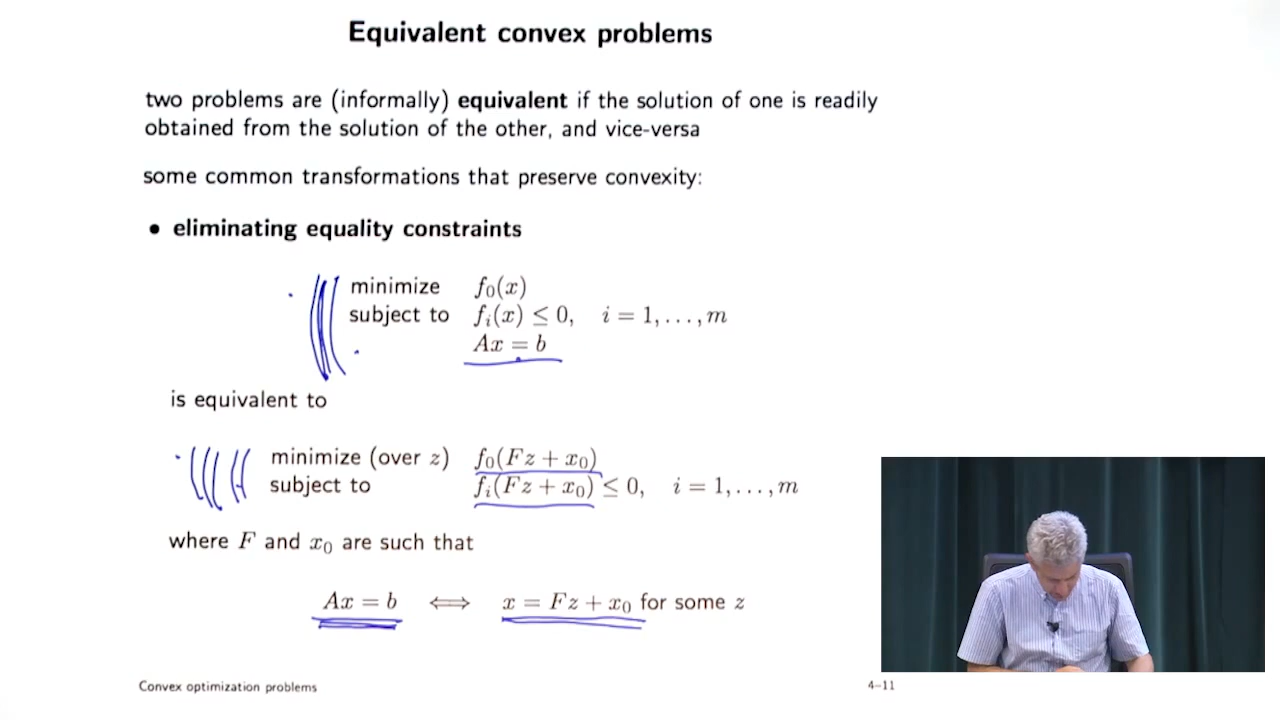 Equivalent convex problems
two problems are (informally) equivalent if the solution of one is readily
obtained from the solution of the other, and vice-versa
some common transformations that preserve convexity:
• eliminating equality constraints
minimize f₀(x)
subject to fᵢ(x) ≤ 0, i = 1, . . . , m
Ax = b
is equivalent to
minimize (over z) f₀(Fz + x₀)
subject to fᵢ(Fz + x₀) ≤ 0, i = 1, . . . , m
where F and x₀ are such that
Ax = b ⟺ x = Fz + x₀ for some z
Convex optimization problems 4–11